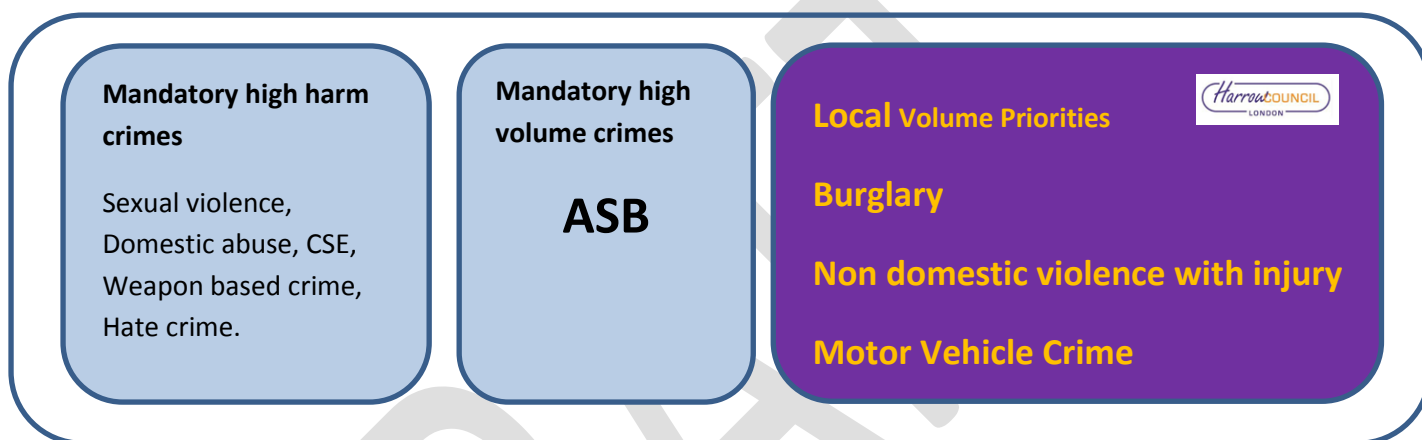 Mandatory high harm
crimes
Sexual violence,
Domestic abuse, CSE,
Weapon based crime,
Hate crime.
Mandatory high
volume crimes
ASB
Local Volume Priorities
HarrowCOUNCIL
LONDON
Burglary
Non domestic violence with injury
Motor Vehicle Crime